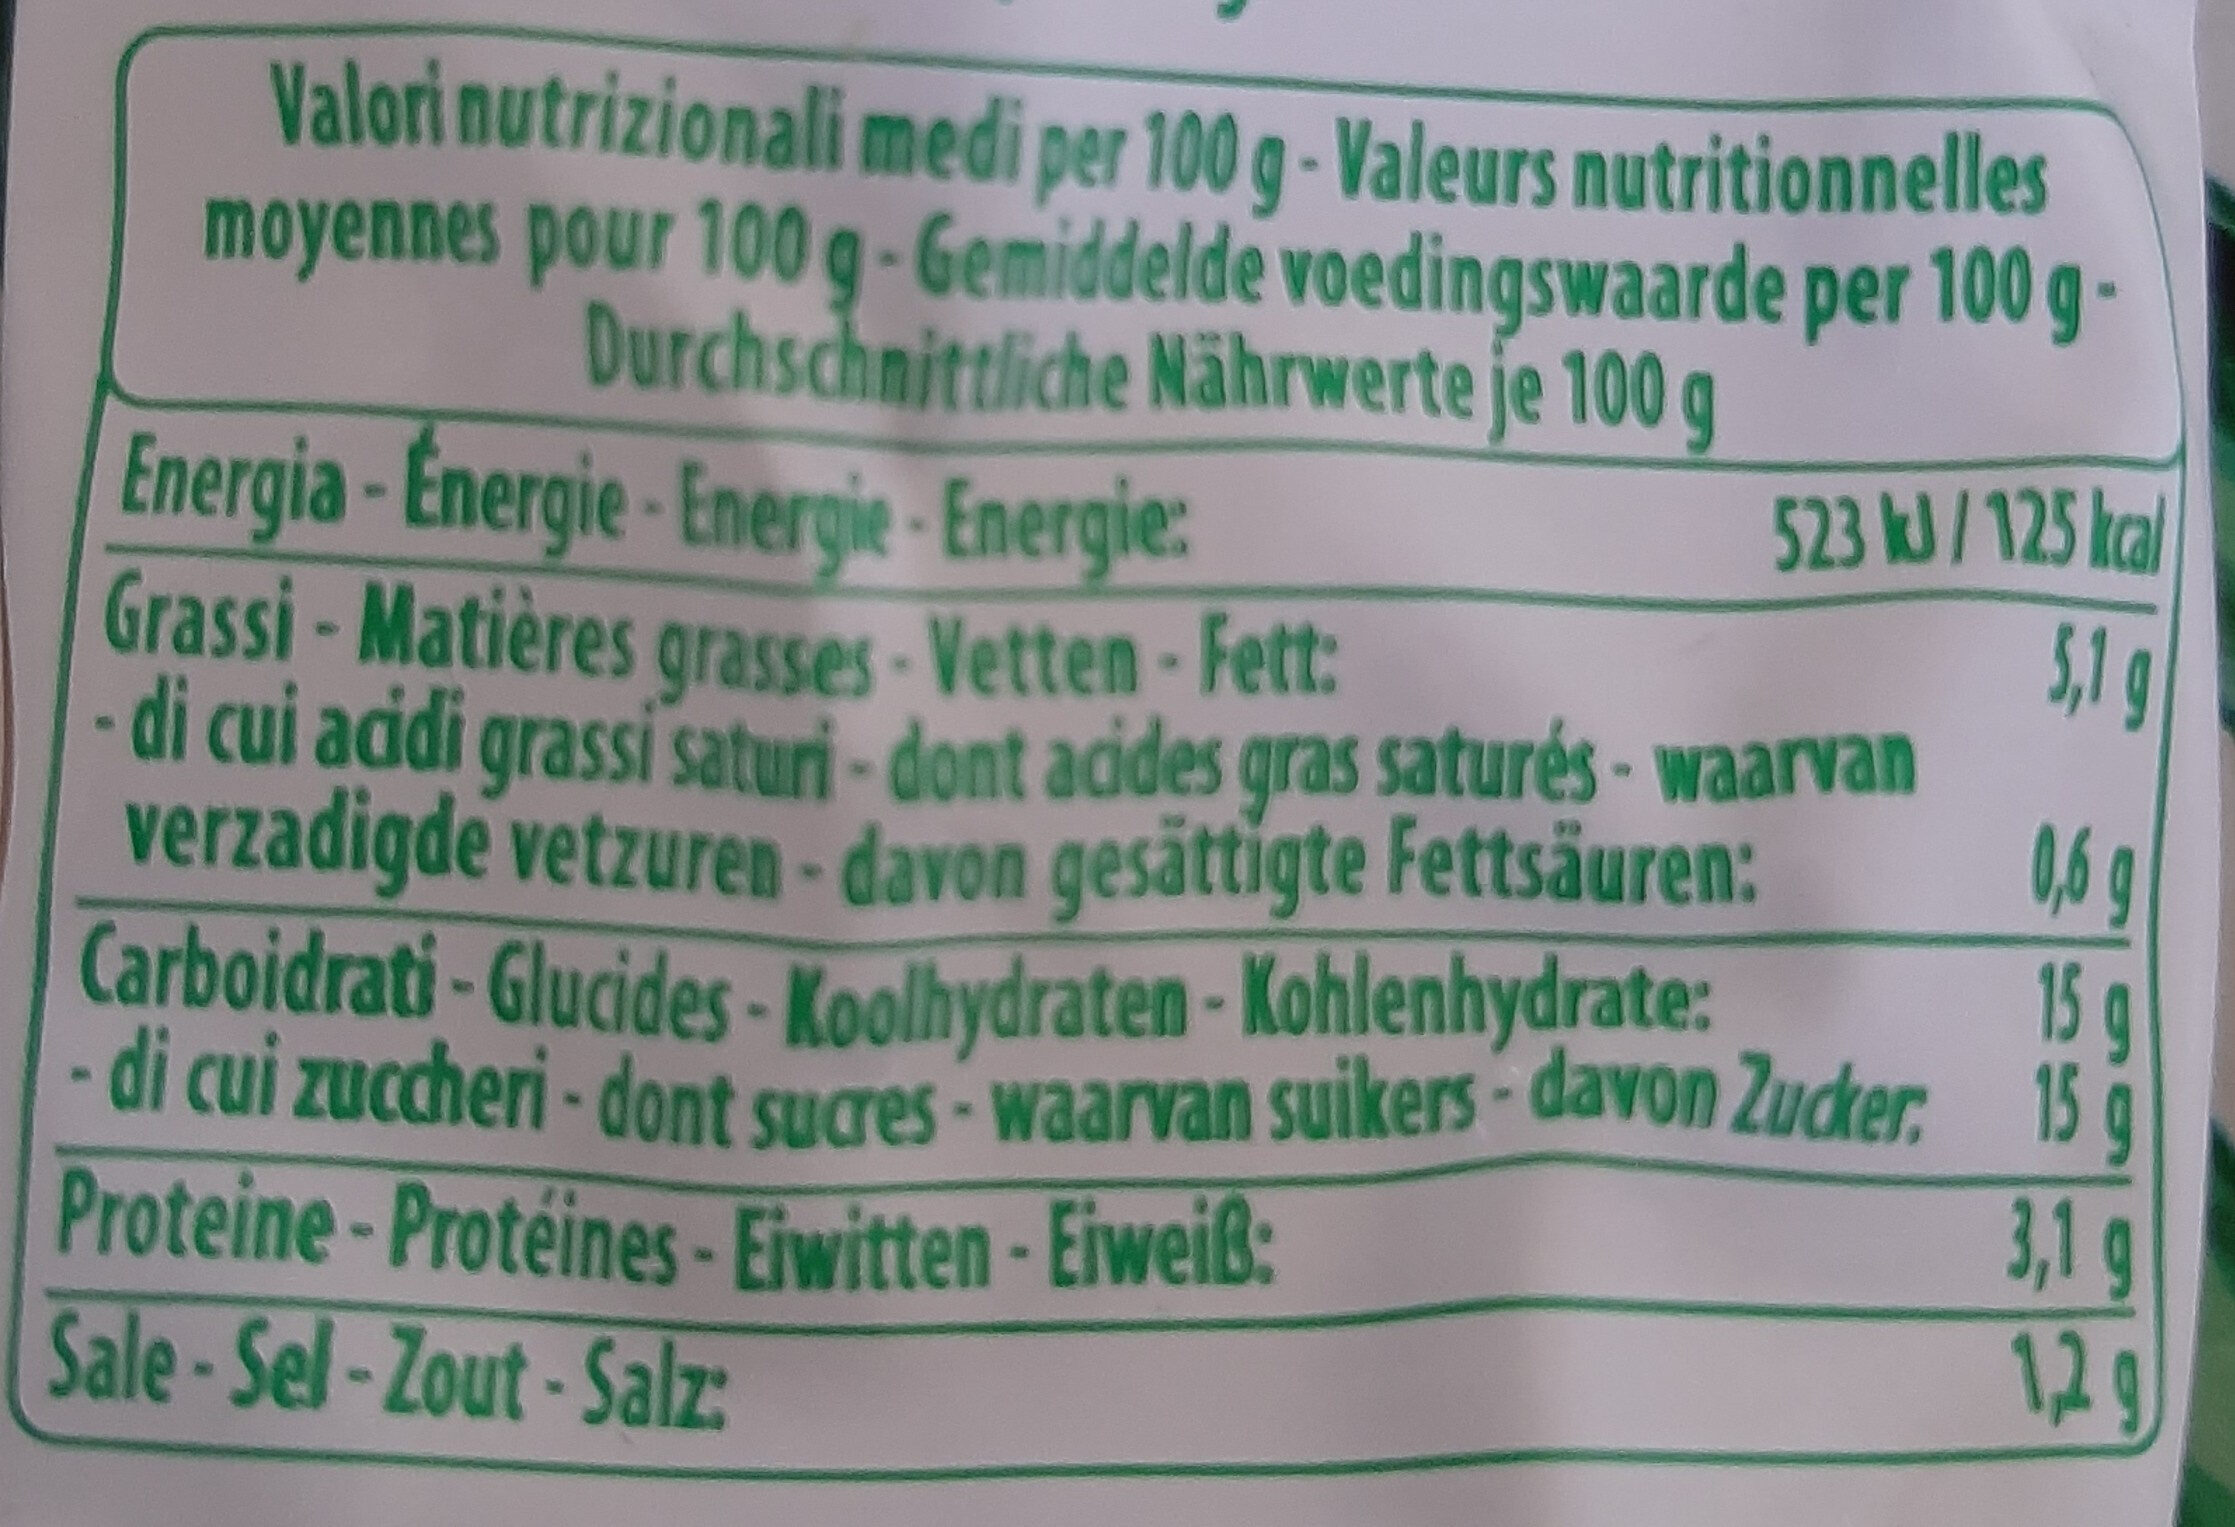 Valori nutrizionali medi per 100 g - Valeurs nutritionnelles
moyennes pour 100 g - Gemiddelde voedingswaarde per 100 g -
Durchschnittliche Nährwerte je 100 g
Energia - Énergie - Energie - Energie: 523 kJ / 125 kcal
Grassi - Matières grasses - Vetten - Fett: 5,1 g
- di cui acidi grassi saturi - dont acides gras saturés - waarvan
verzadigde vetzuren - davon gesättigte Fettsäuren: 0,6 g
Carboidrati - Glucides - Koolhydraten - Kohlenhydrate: 15 g
- di cui zuccheri - dont sucres - waarvan suikers - davon Zucker: 15 g
Proteine - Protéines - Eiwitten - Eiweiß: 3,1 g
Sale - Sel - Zout - Salz: 1,2 g